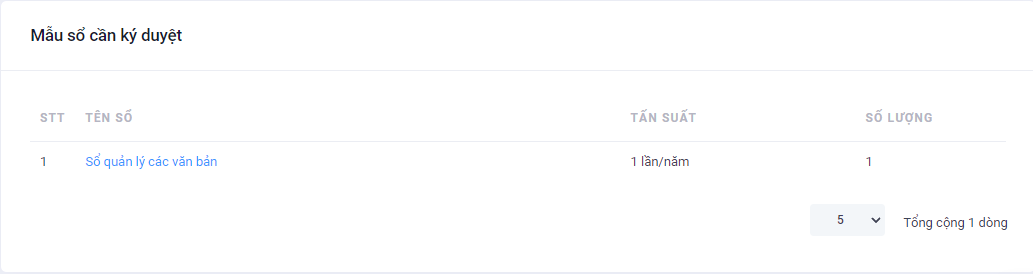 Mẫu sổ cần ký duyệt
STT TÊN SỔ TẤN SUẤT SỐ LƯỢNG
1 Sổ quản lý các văn bản 1 lần/năm 1
5 Tổng cộng 1 dòng